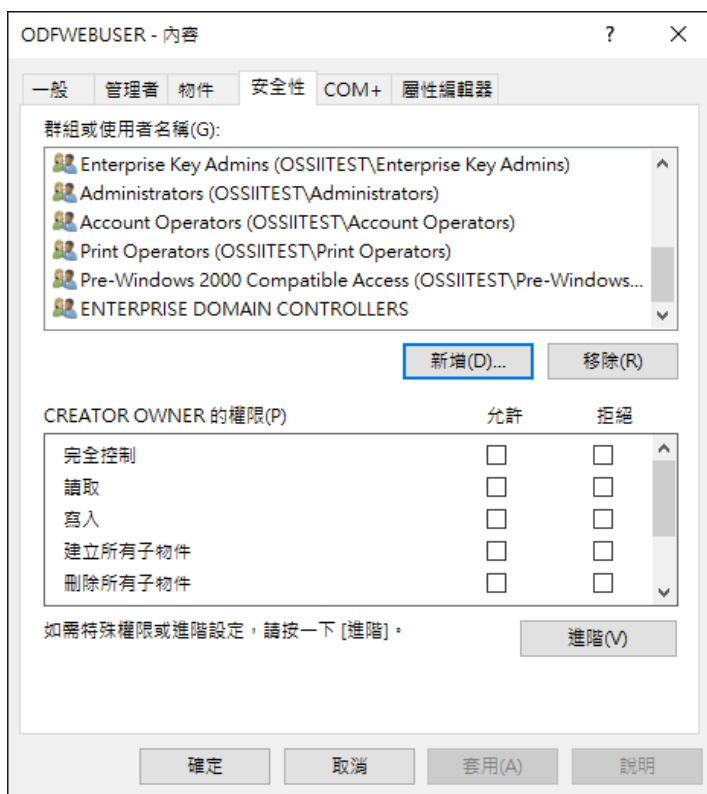 ODFWEBUSER - 內容
?
一般 管理者 物件 安全性 COM+ 屬性編輯器
群組或使用者名稱(G):
Enterprise Key Admins (OSSIITEST\Enterprise Key Admins)
Administrators (OSSIITEST\Administrators)
Account Operators (OSSIITEST\Account Operators)
Print Operators (OSSIITEST\Print Operators)
Pre-Windows 2000 Compatible Access (OSSIITEST\Pre-Windows...
ENTERPRISE DOMAIN CONTROLLERS
新增(D)... 移除(R)
CREATOR OWNER 的權限(P) 允許 拒絕
完全控制
讀取
寫入
建立所有子物件
刪除所有子物件
如需特殊權限或進階設定，請按一下 [進階]。 進階(V)
確定 取消 套用(A) 說明